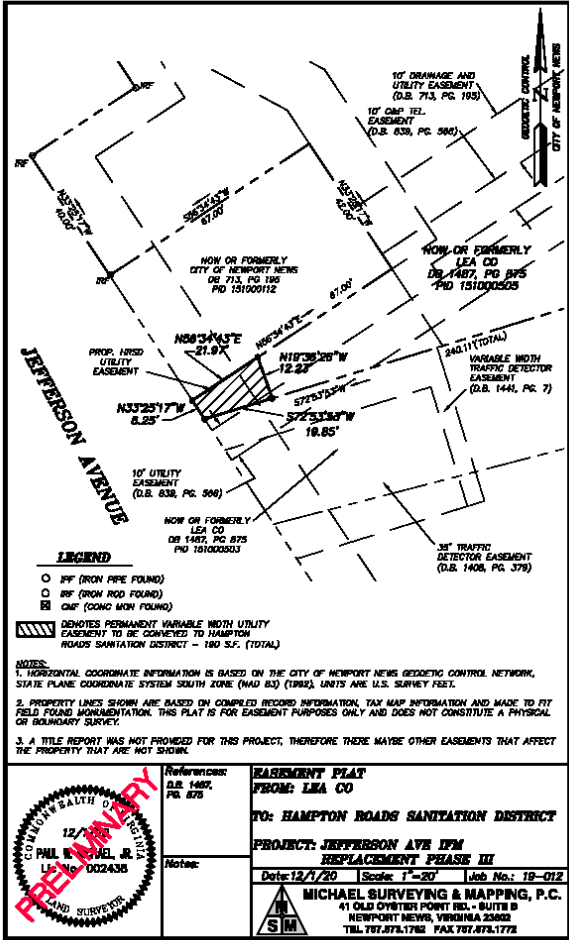 10' DRAINAGE AND
UTILITY EASEMENT
(D.B. 713, PG. 195)
10' C&P TEL.
EASEMENT
(D.B. 839, PG. 566)
GEODETIC CONTROL
CITY OF NEWPORT NEWS
IRF
IRF
N33°25'17"W
40.00'
S56°34'43"W
87.00'
N33°25'17"W
43.00'
IRF
NOW OR FORMERLY
CITY OF NEWPORT NEWS
DB 713, PG 195
PID 151000112
NOW OR FORMERLY
LEA CO
DB 1487, PG 875
PID 151000505
87.00'
N56°34'43"E
21.97'
PROP. HRSD
UTILITY
EASEMENT
N19°36'26"W
12.23'
240.11'(TOTAL)
VARIABLE WIDTH
TRAFFIC DETECTOR
EASEMENT
(D.B. 1441, PG. 7)
S72°53'53"W
N33°25'17"W
6.25'
S72°53'53"W
19.85'
JEFFERSON AVENUE
10' UTILITY
EASEMENT
(D.B. 839, PG. 566)
NOW OR FORMERLY
LEA CO
DB 1487, PG 875
PID 151000503
35' TRAFFIC
DETECTOR EASEMENT
(D.B. 1408, PG. 379)
LEGEND
IPF (IRON PIPE FOUND)
IRF (IRON ROD FOUND)
CMF (CONC MON FOUND)
DENOTES PERMANENT VARIABLE WIDTH UTILITY
EASEMENT TO BE CONVEYED TO HAMPTON
ROADS SANITATION DISTRICT - 190 S.F. (TOTAL)
NOTES:
1. HORIZONTAL COORDINATE INFORMATION IS BASED ON THE CITY OF NEWPORT NEWS GEODETIC CONTROL NETWORK,
STATE PLANE COORDINATE SYSTEM SOUTH ZONE (NAD 83) (1992), UNITS ARE U.S. SURVEY FEET.
2. PROPERTY LINES SHOWN ARE BASED ON COMPILED RECORD INFORMATION, TAX MAP INFORMATION AND MADE TO FIT
FIELD FOUND MONUMENTATION. THIS PLAT IS FOR EASEMENT PURPOSES ONLY AND DOES NOT CONSTITUTE A PHYSICAL
OR BOUNDARY SURVEY.
3. A TITLE REPORT WAS NOT PROVIDED FOR THIS PROJECT, THEREFORE THERE MAYBE OTHER EASEMENTS THAT AFFECT
THE PROPERTY THAT ARE NOT SHOWN.
COMMONWEALTH OF VIRGINIA
PAUL JR.
002438
LAND SURVEYOR
PRELIMINARY
References:
D.B. 1487,
PG. 875
Notes:
EASEMENT PLAT
FROM: LEA CO
TO: HAMPTON ROADS SANITATION DISTRICT
PROJECT: JEFFERSON AVE IFM
REPLACEMENT PHASE III
Date:12/1/20 Scale: 1"=20' Job No.: 19-012
M
S M
MICHAEL SURVEYING & MAPPING, P.C.
41 OLD OYSTER POINT RD. - SUITE B
NEWPORT NEWS, VIRGINIA 23602
TEL 757.873.1762 FAX 757.873.1772